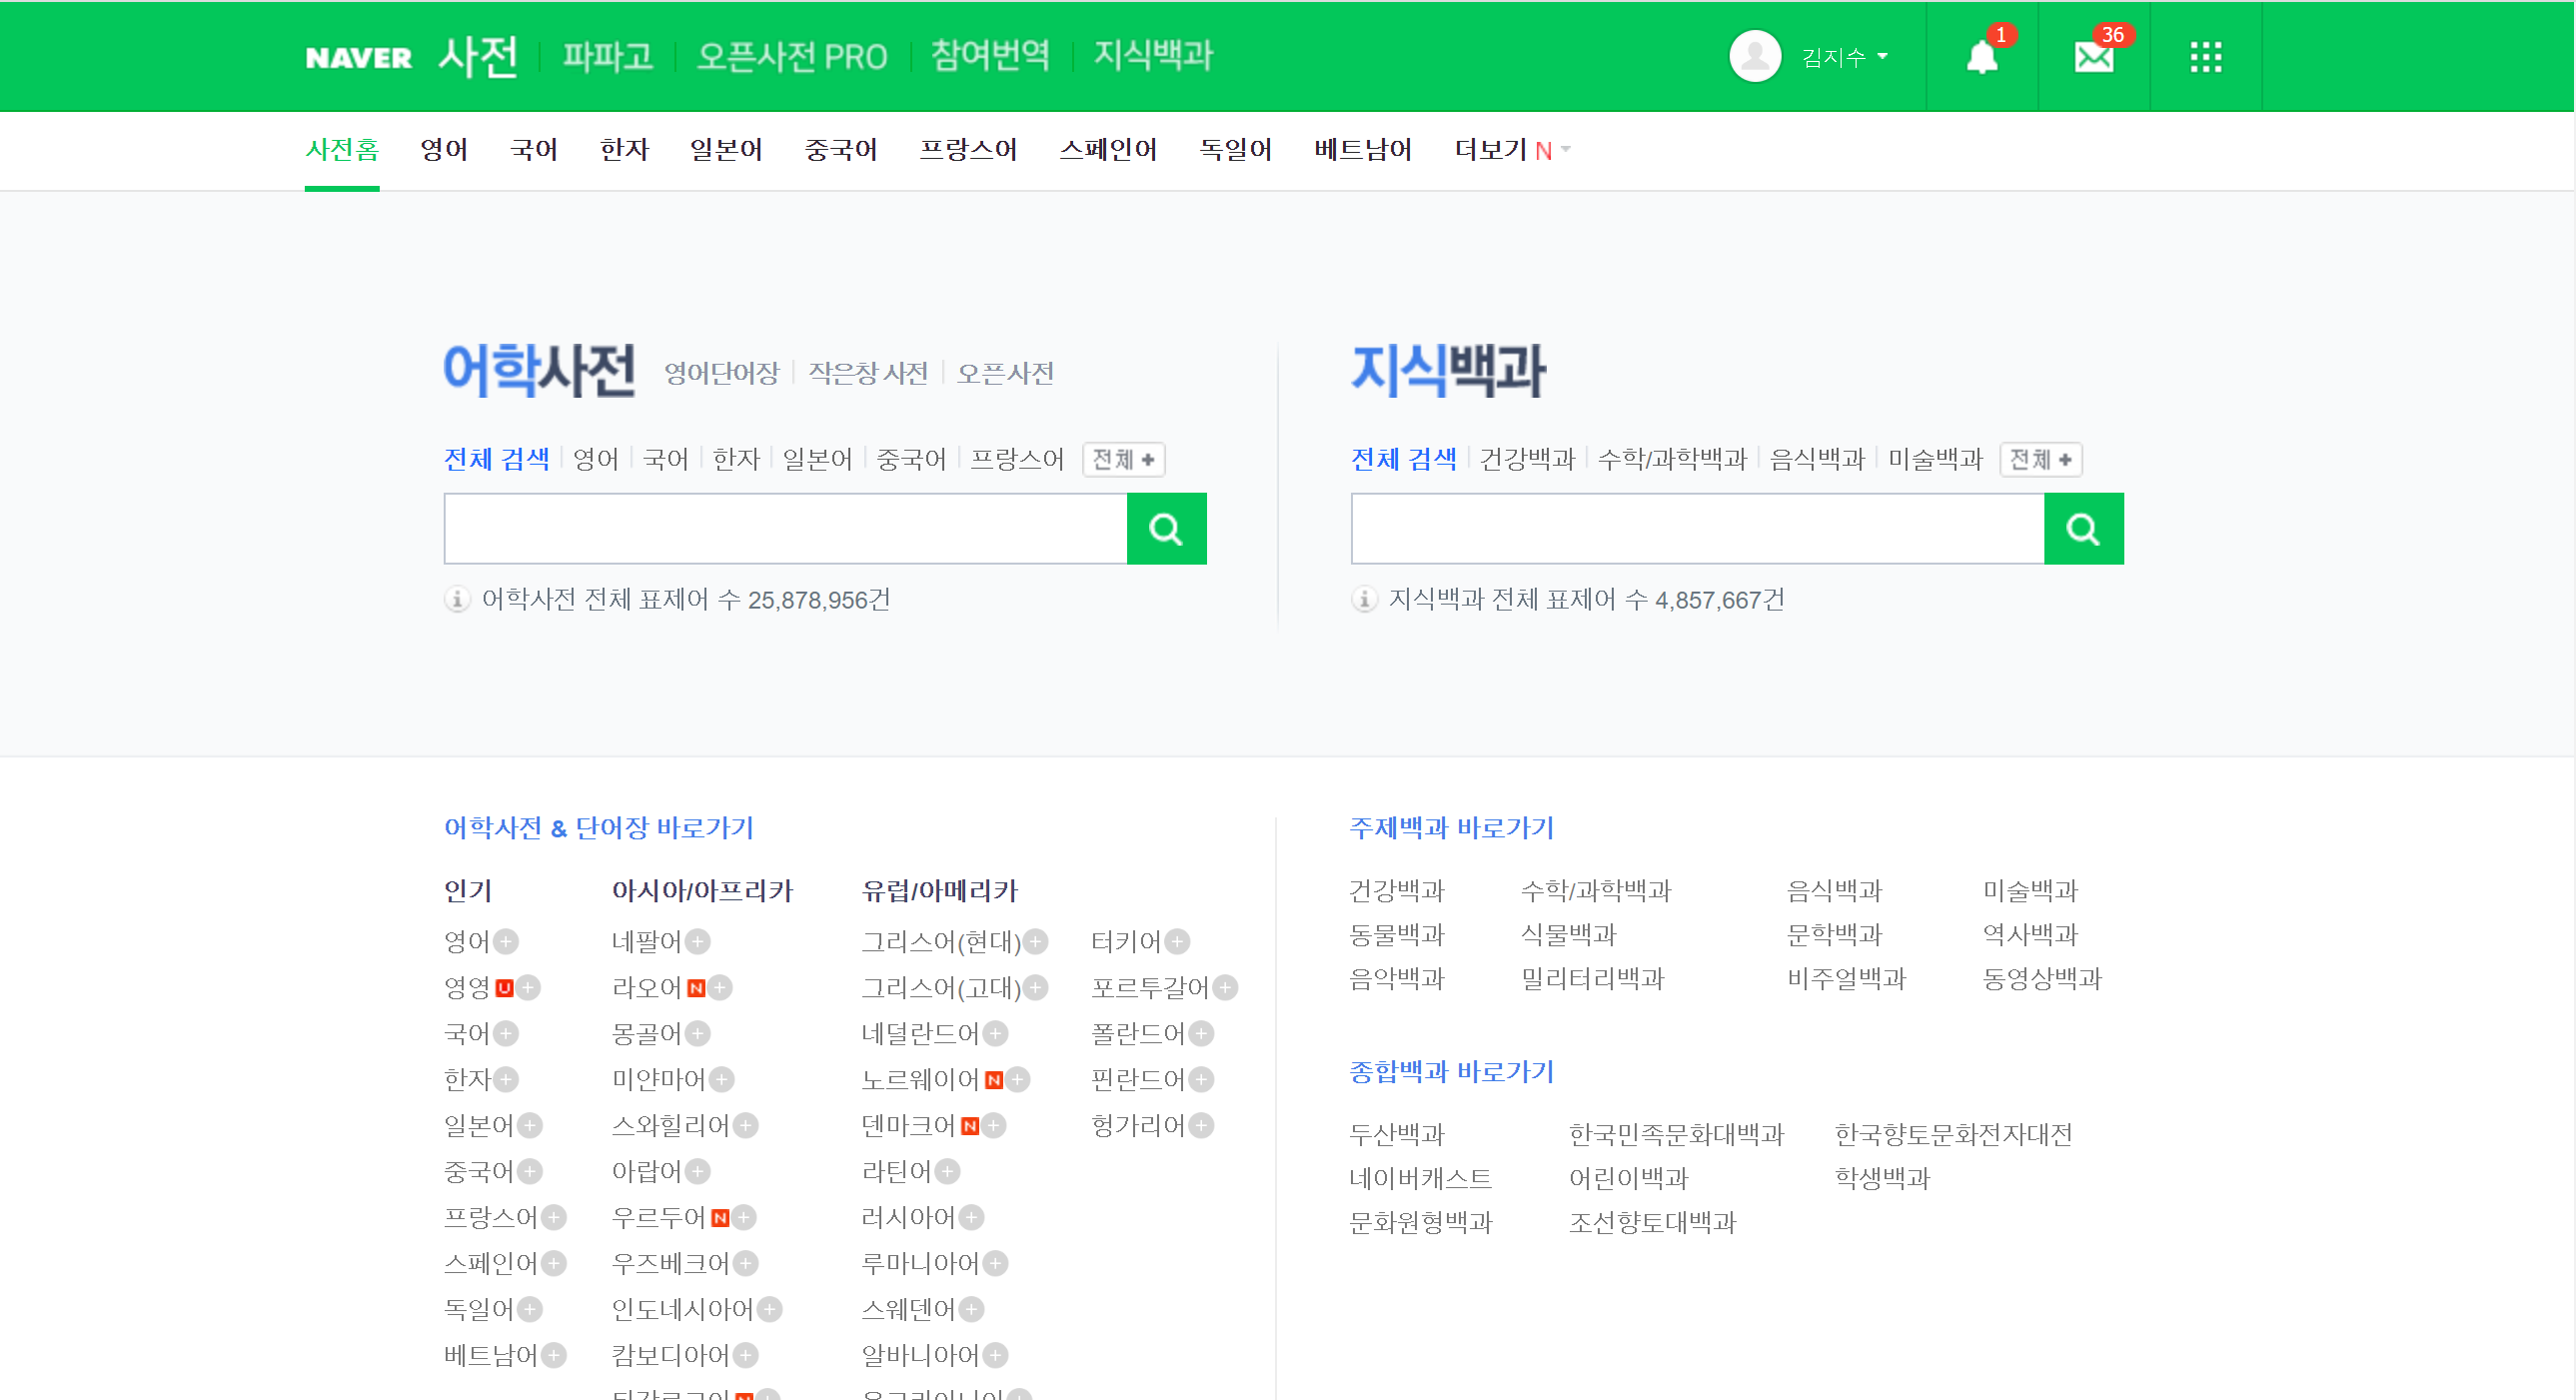 NAVER 사전 파파고 오픈사전 PRO 참여번역 지식백과 김지수 1 36
사전홈 영어 국어 한자 일본어 중국어 프랑스어 스페인어 독일어 베트남어 더보기 N
어학사전 영어단어장 작은창 사전 오픈사전
전체 검색 영어 국어 한자 일본어 중국어 프랑스어 전체 +
어학사전 전체 표제어 수 25,878,956건
지식백과
전체 검색 건강백과 수학/과학백과 음식백과 미술백과 전체 +
지식백과 전체 표제어 수 4,857,667건
어학사전 & 단어장 바로가기
인기 아시아/아프리카 유럽/아메리카
영어 네팔어 그리스어(현대) 터키어
영영 U 라오어 N 그리스어(고대) 포르투갈어
국어 몽골어 네덜란드어 폴란드어
한자 미얀마어 노르웨이어 N 핀란드어
일본어 스와힐리어 덴마크어 N 헝가리어
중국어 아랍어 라틴어
프랑스어 우르두어 N 러시아어
스페인어 우즈베크어 루마니아어
독일어 인도네시아어 스웨덴어
베트남어 캄보디아어 알바니아어
주제백과 바로가기
건강백과 수학/과학백과 음식백과 미술백과
동물백과 식물백과 문학백과 역사백과
음악백과 밀리터리백과 비주얼백과 동영상백과
종합백과 바로가기
두산백과 한국민족문화대백과 한국향토문화전자대전
네이버캐스트 어린이백과 학생백과
문화원형백과 조선향토대백과